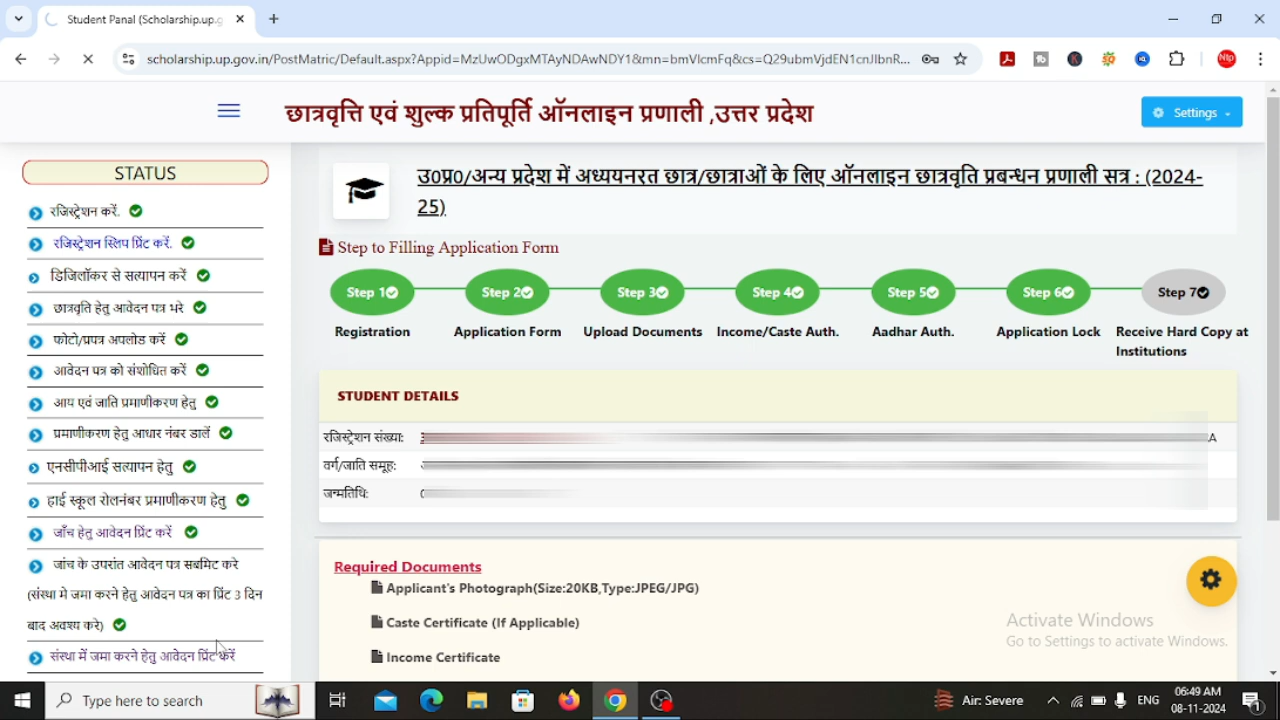 Student Panal (Scholarship.up.g
scholarship.up.gov.in/PostMatric/Default.aspx?Appid=MzUwODgxMTAyNDAwNDY1&mn=bmVlcmFq&cs=Q29ubmVjdEN1cnJlbnR...
छात्रवृत्ति एवं शुल्क प्रतिपूर्ति ऑनलाइन प्रणाली ,उत्तर प्रदेश
Settings
STATUS
रजिस्ट्रेशन करें.
रजिस्ट्रेशन स्लिप प्रिंट करें.
डिजिलॉकर से सत्यापन करें
छात्रवृति हेतु आवेदन पत्र भरे
फोटो/प्रपत्र अपलोड करें
आवेदन पत्र को संशोधित करें
आय एवं जाति प्रमाणीकरण हेतु
प्रमाणीकरण हेतु आधार नंबर डालें
एनसीपीआई सत्यापन हेतु
हाई स्कूल रोलनंबर प्रमाणीकरण हेतु
जाँच हेतु आवेदन प्रिंट करें
जांच के उपरांत आवेदन पत्र सबमिट करे
(संस्था मे जमा करने हेतु आवेदन पत्र का प्रिंट 3 दिन
बाद अवश्य करे)
संस्था में जमा करने हेतु आवेदन प्रिंट करें
उ0प्र0/अन्य प्रदेश में अध्ययनरत छात्र/छात्राओं के लिए ऑनलाइन छात्रवृति प्रबन्धन प्रणाली सत्र : (2024-
25)
Step to Filling Application Form
Step 1 Step 2 Step 3 Step 4 Step 5 Step 6 Step 7
Registration Application Form Upload Documents Income/Caste Auth. Aadhar Auth. Application Lock Receive Hard Copy at
Institutions
STUDENT DETAILS
रजिस्ट्रेशन संख्या: A
वर्ग/जाति समूह:
जन्मतिथि:
Required Documents
Applicant's Photograph(Size:20KB,Type:JPEG/JPG)
Caste Certificate (If Applicable)
Income Certificate
Activate Windows
Go to Settings to activate Windows.
Type here to search
Air: Severe
ENG
06:49 AM
08-11-2024